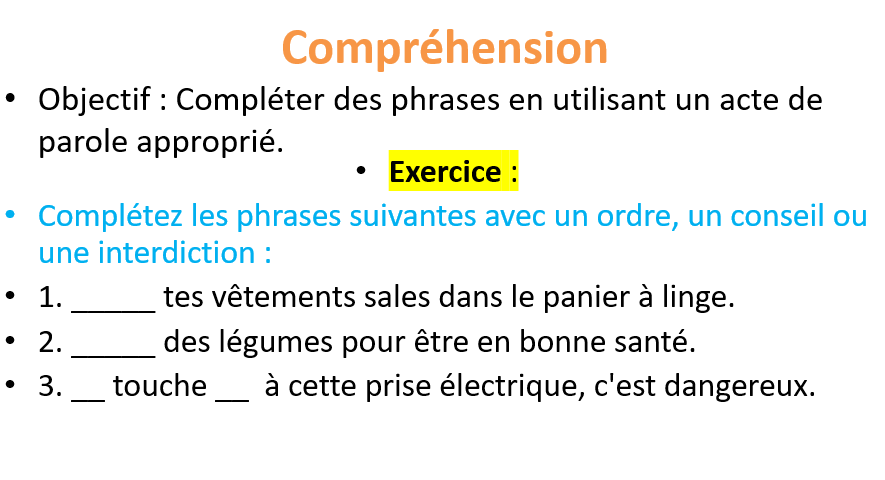 Compréhension
• Objectif : Compléter des phrases en utilisant un acte de
parole approprié.
• Exercice :
• Complétez les phrases suivantes avec un ordre, un conseil ou
une interdiction :
• 1. _____ tes vêtements sales dans le panier à linge.
• 2. _____ des légumes pour être en bonne santé.
• 3. __ touche __ à cette prise électrique, c'est dangereux.